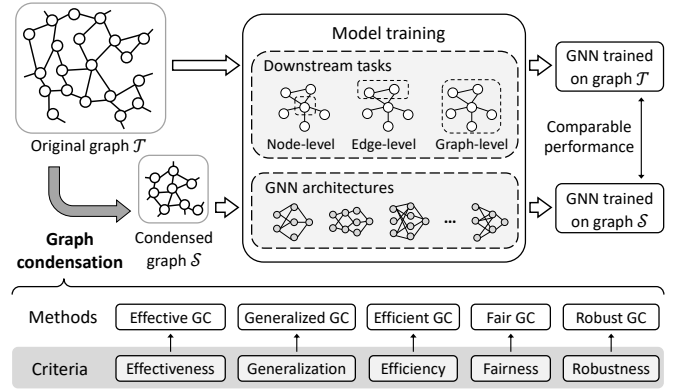 Model training
Downstream tasks
Node-level Edge-level Graph-level
GNN architectures
...
Original graph 𝒯
Graph
condensation
Condensed
graph 𝒮
GNN trained
on graph 𝒯
Comparable
performance
GNN trained
on graph 𝒮
Methods
Effective GC Generalized GC Efficient GC Fair GC Robust GC
Criteria
Effectiveness Generalization Efficiency Fairness Robustness